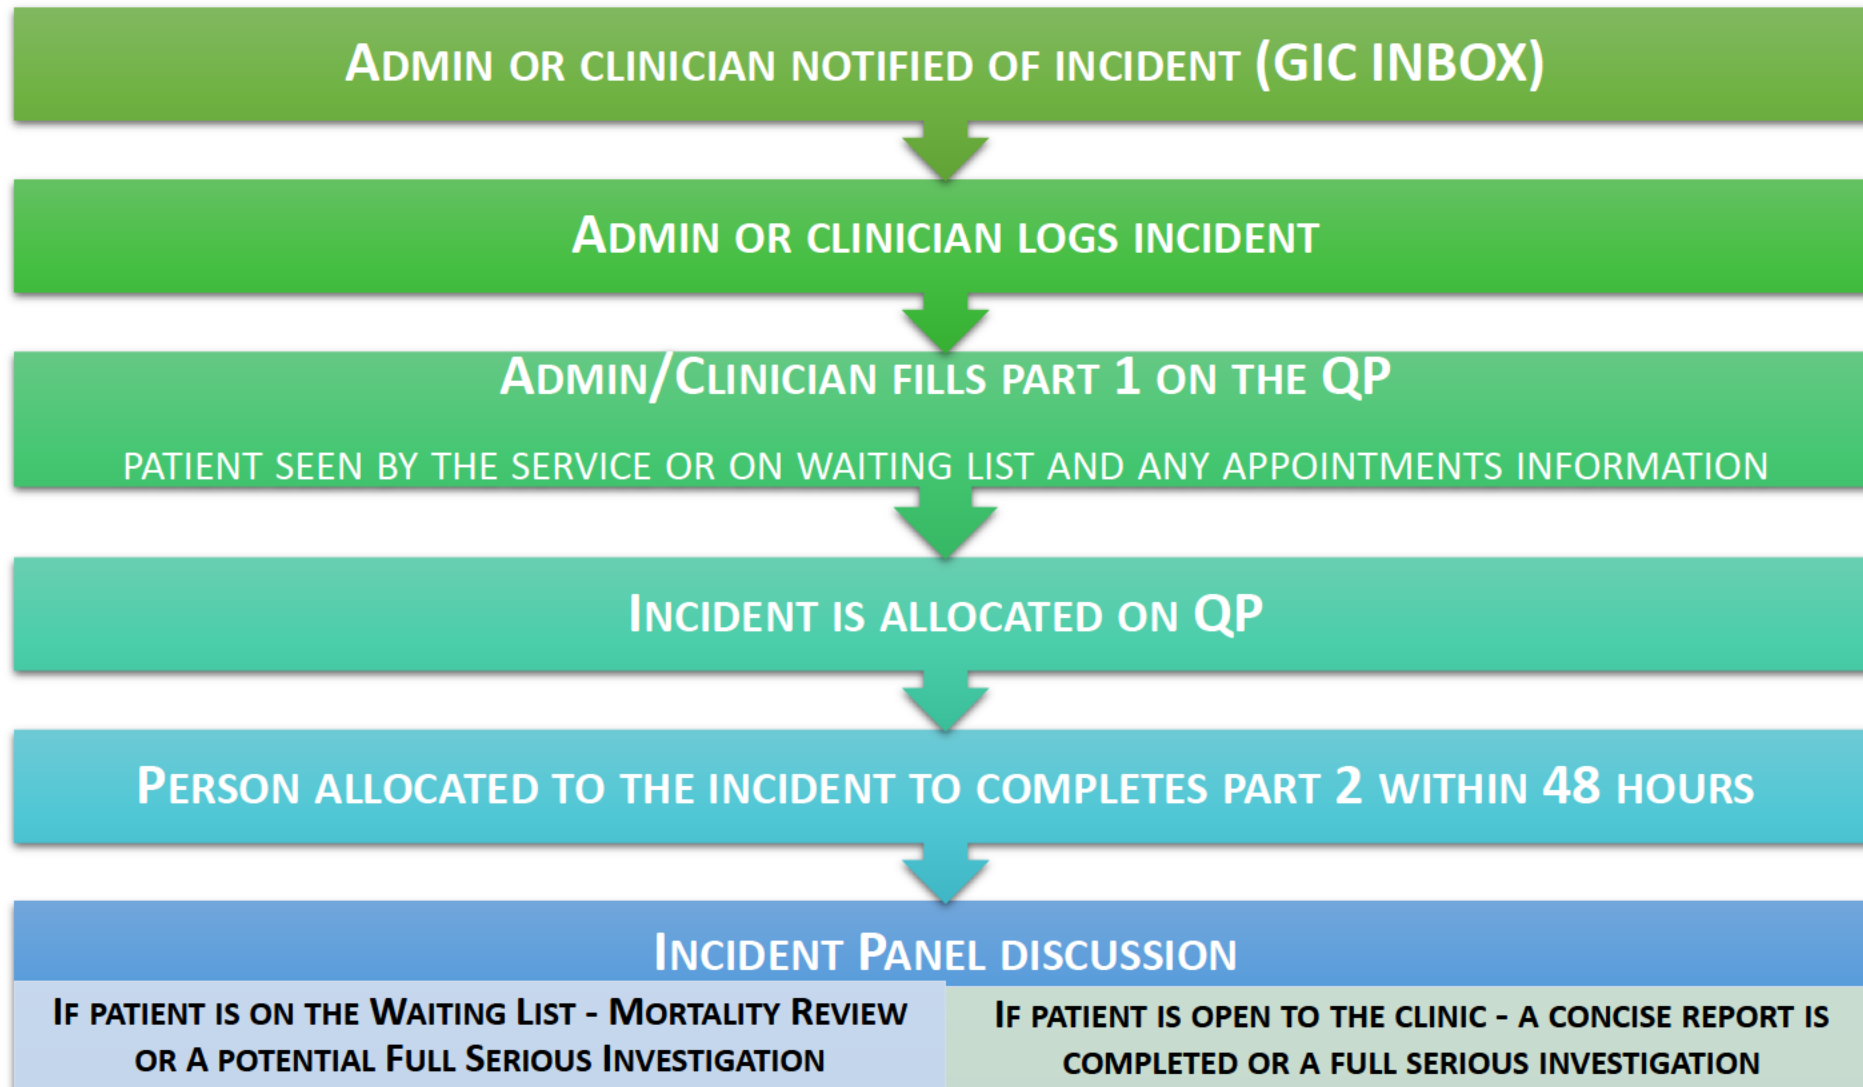 Admin or clinician notified of incident (GIC INBOX)
Admin or clinician logs incident
Admin/Clinician fills part 1 on the QP
patient seen by the service or on waiting list and any appointments information
Incident is allocated on QP
Person allocated to the incident to completes part 2 within 48 hours
Incident Panel discussion
If patient is on the Waiting List - Mortality Review
or a potential Full Serious Investigation
If patient is open to the clinic - a concise report is
completed or a full serious investigation